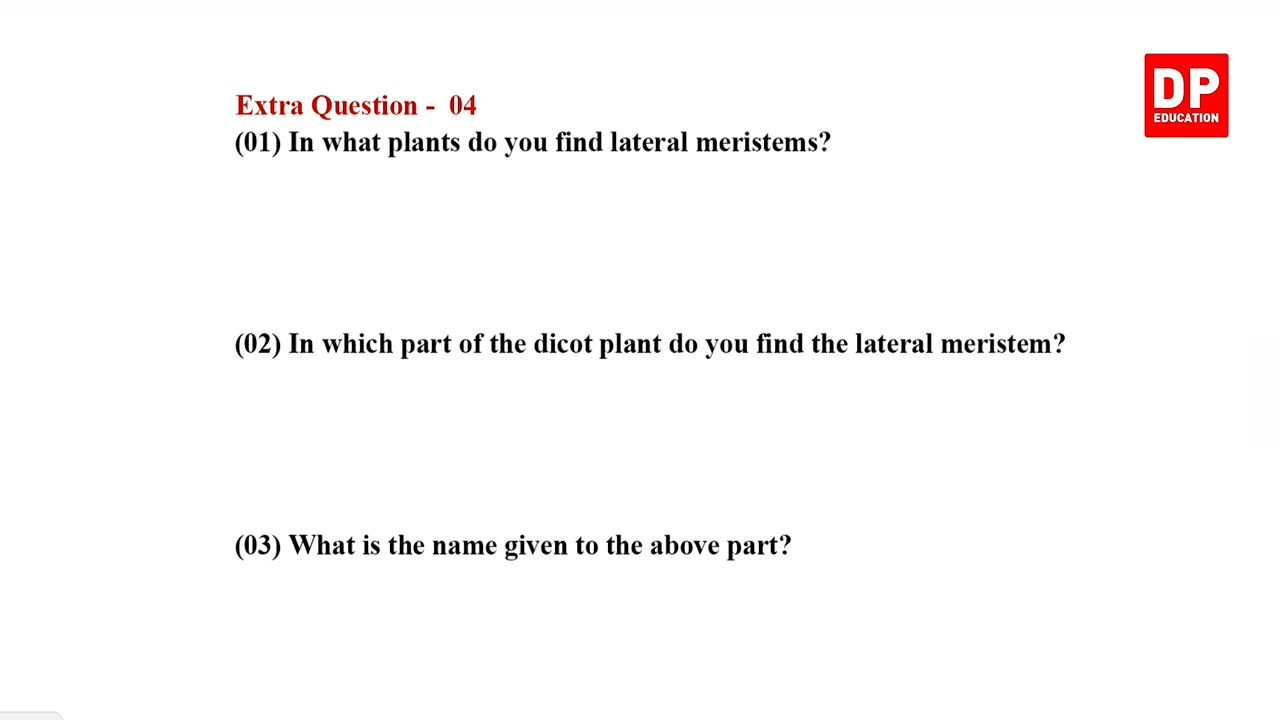 DP
EDUCATION
Extra Question - 04
(01) In what plants do you find lateral meristems?
(02) In which part of the dicot plant do you find the lateral meristem?
(03) What is the name given to the above part?